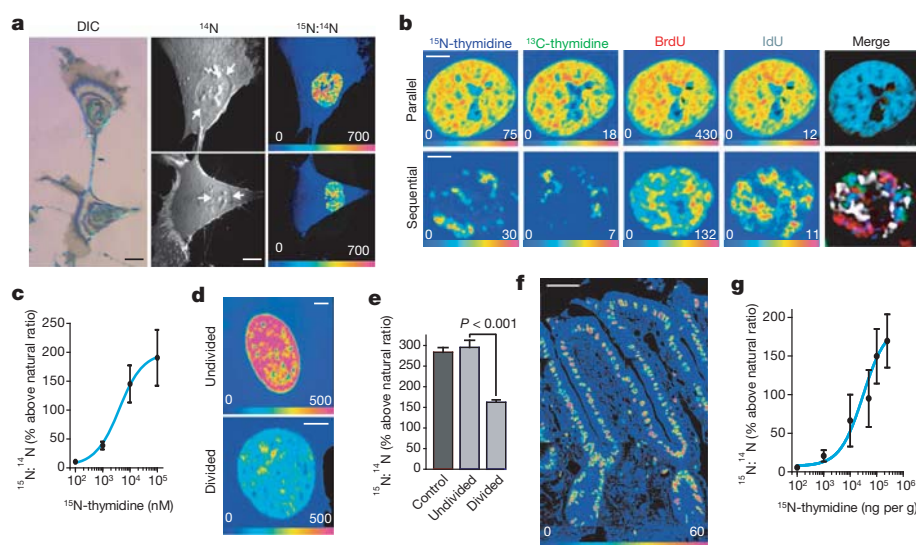 a
DIC
¹⁴N
¹⁵N:¹⁴N
0
700
0
700
b
¹⁵N-thymidine
¹³C-thymidine
BrdU
IdU
Merge
Parallel
0
75
0
18
0
430
0
12
Sequential
0
30
0
7
0
132
0
11
c
¹⁵N: ¹⁴N (% above natural ratio)
250
200
150
100
50
0
10² 10³ 10⁴ 10⁵
¹⁵N-thymidine (nM)
d
Undivided
0
500
Divided
0
500
e
P < 0.001
¹⁵N: ¹⁴N (% above natural ratio)
300
250
200
150
100
50
0
Control
Undivided
Divided
f
0
60
g
¹⁵N: ¹⁴N (% above natural ratio)
200
150
100
50
0
10² 10³ 10⁴ 10⁵ 10⁶
¹⁵N-thymidine (ng per g)